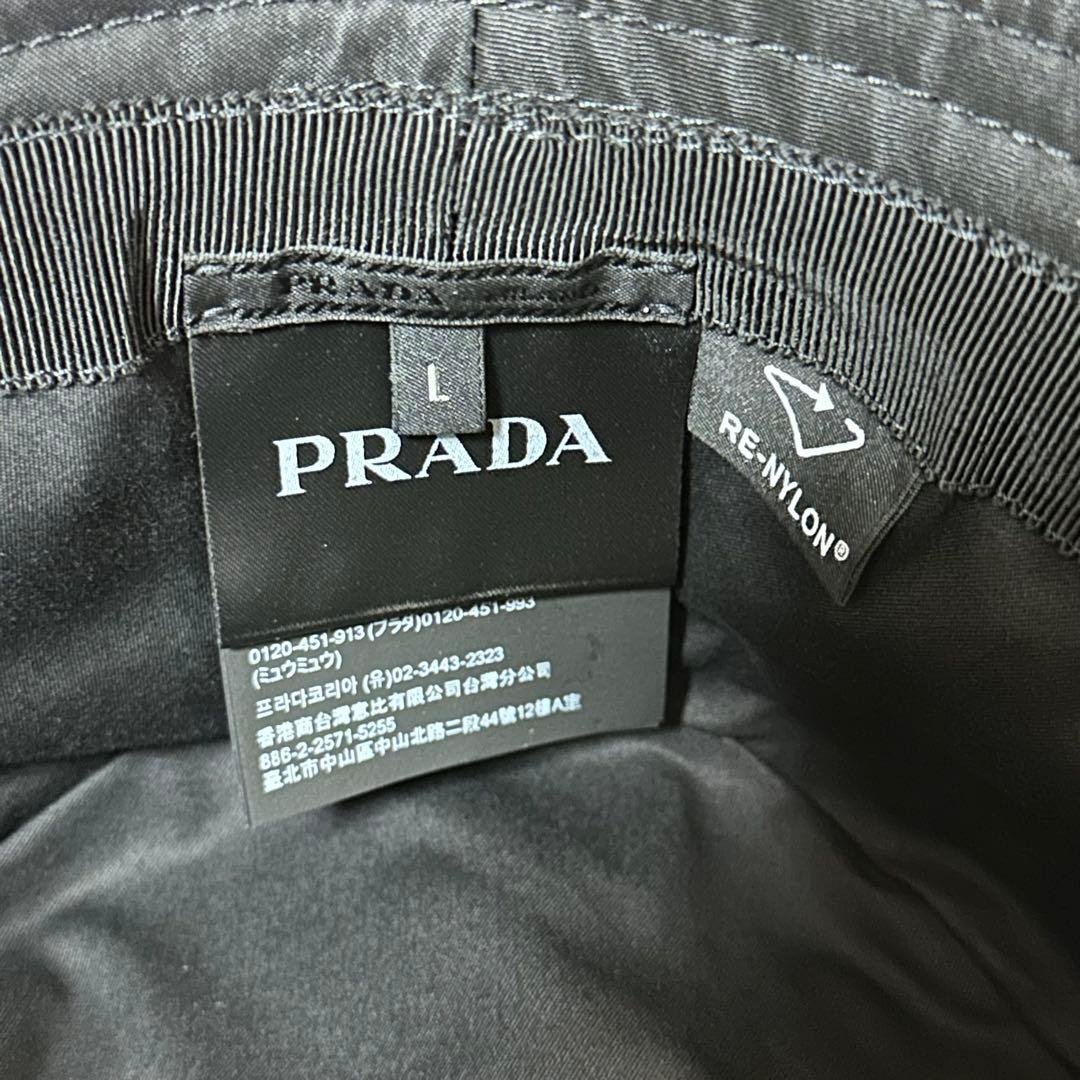 PRADA MILANO
L
PRADA
RE-NYLON®
0120-451-913(プラダ)0120-451-993
(ミュウミュウ)
프라다코리아 (유)02-3443-2323
香港商台灣意比有限公司台灣分公司
886-2-2571-5255
臺北市中山區中山北路二段44號12樓A室